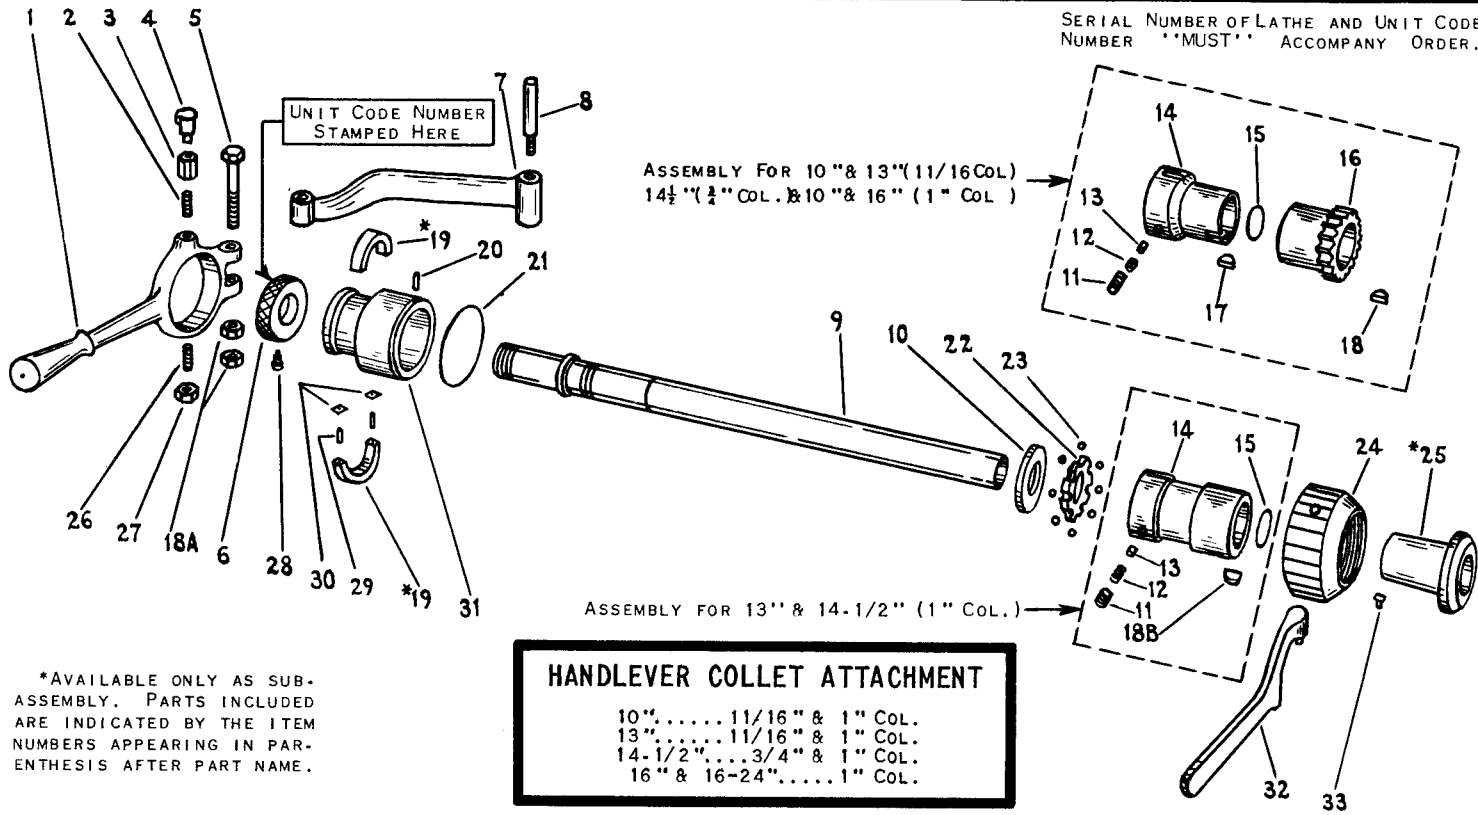 1 2 3 4 5
SERIAL NUMBER OF LATHE AND UNIT CODE
NUMBER ''MUST'' ACCOMPANY ORDER.
UNIT CODE NUMBER
STAMPED HERE
7
8
ASSEMBLY FOR 10"& 13"(11/16 COL)
14½"(¾"COL.)&10"& 16" (1" COL )
14
15
16
13
12
11
17
18
*
19
20
21
9
10
22
23
26
27
18A
6
28
30
29
*19
31
14
15
24
*25
13
12
11
18B
ASSEMBLY FOR 13" & 14-1/2" (1" COL.)
32
33
*AVAILABLE ONLY AS SUB-
ASSEMBLY. PARTS INCLUDED
ARE INDICATED BY THE ITEM
NUMBERS APPEARING IN PAR-
ENTHESIS AFTER PART NAME.
HANDLEVER COLLET ATTACHMENT
10"......11/16" & 1" COL.
13"......11/16" & 1" COL.
14-1/2"....3/4" & 1" COL.
16" & 16-24".....1" COL.